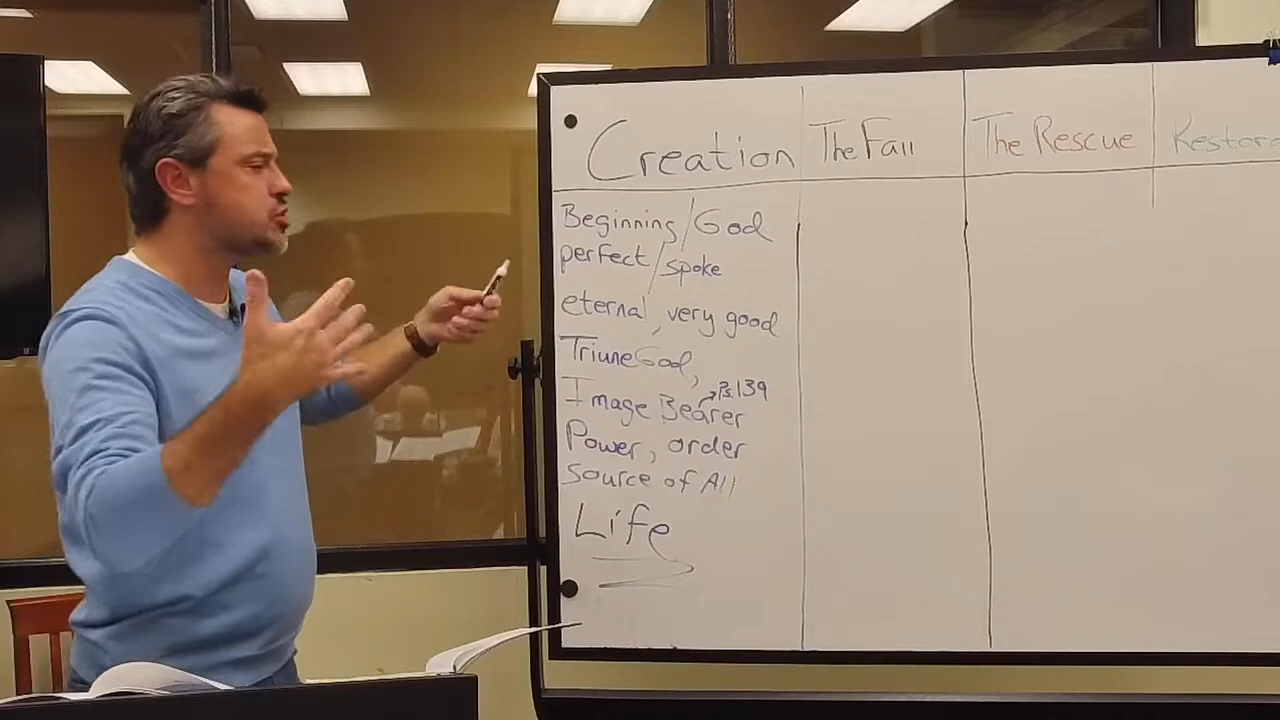 Creation The Fall The Rescue Restora
Beginning/God
perfect/spoke
eternal, very good
Triune God,
→Ps.139
Image Bearer
Power, order
Source of All
Life